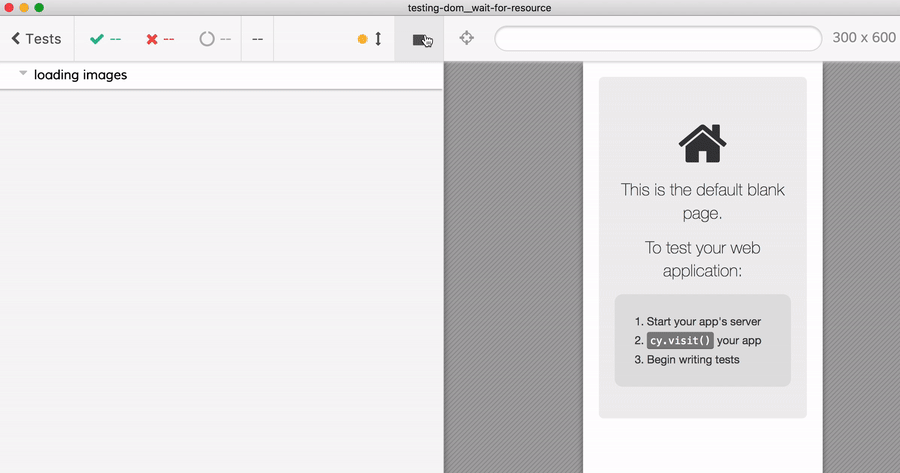 testing-dom__wait-for-resource
Tests
--
--
--
--
300 x 600
loading images
This is the default blank
page.
To test your web
application:
1. Start your app's server
2. cy.visit() your app
3. Begin writing tests